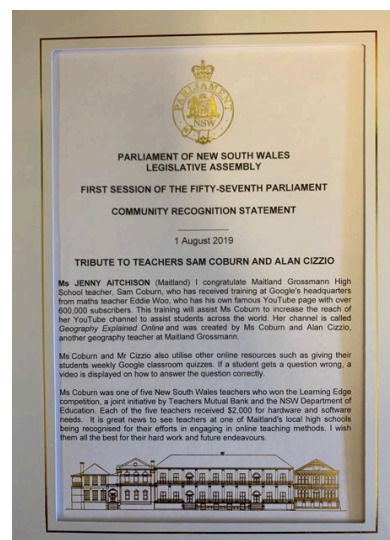 PARLIAMENT
NSW
PARLIAMENT OF NEW SOUTH WALES
LEGISLATIVE ASSEMBLY
FIRST SESSION OF THE FIFTY-SEVENTH PARLIAMENT
COMMUNITY RECOGNITION STATEMENT
1 August 2019
TRIBUTE TO TEACHERS SAM COBURN AND ALAN CIZZIO
Ms JENNY AITCHISON (Maitland) I congratulate Maitland Grossmann High
School teacher, Sam Coburn, who has received training at Google's headquarters
from maths teacher Eddie Woo, who has his own famous YouTube page with over
600,000 subscribers. This training will assist Ms Coburn to increase the reach of
her YouTube channel to assist students across the world. Her channel is called
Geography Explained Online and was created by Ms Coburn and Alan Cizzio,
another geography teacher at Maitland Grossmann.
Ms Coburn and Mr Cizzio also utilise other online resources such as giving their
students weekly Google classroom quizzes. If a student gets a question wrong, a
video is displayed on how to answer the question correctly.
Ms Coburn was one of five New South Wales teachers who won the Learning Edge
competition, a joint initiative by Teachers Mutual Bank and the NSW Department of
Education. Each of the five teachers received $2,000 for hardware and software
needs. It is great news to see teachers at one of Maitland's local high schools
being recognised for their efforts in engaging in online teaching methods. I wish
them all the best for their hard work and future endeavours.